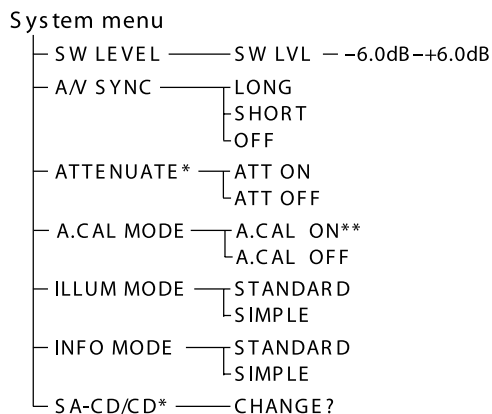 System menu
SW LEVEL SW LVL –6.0dB–+6.0dB
A/V SYNC LONG
SHORT
OFF
ATTENUATE* ATT ON
ATT OFF
A.CAL MODE A.CAL ON**
A.CAL OFF
ILLUM MODE STANDARD
SIMPLE
INFO MODE STANDARD
SIMPLE
SA-CD/CD* CHANGE?